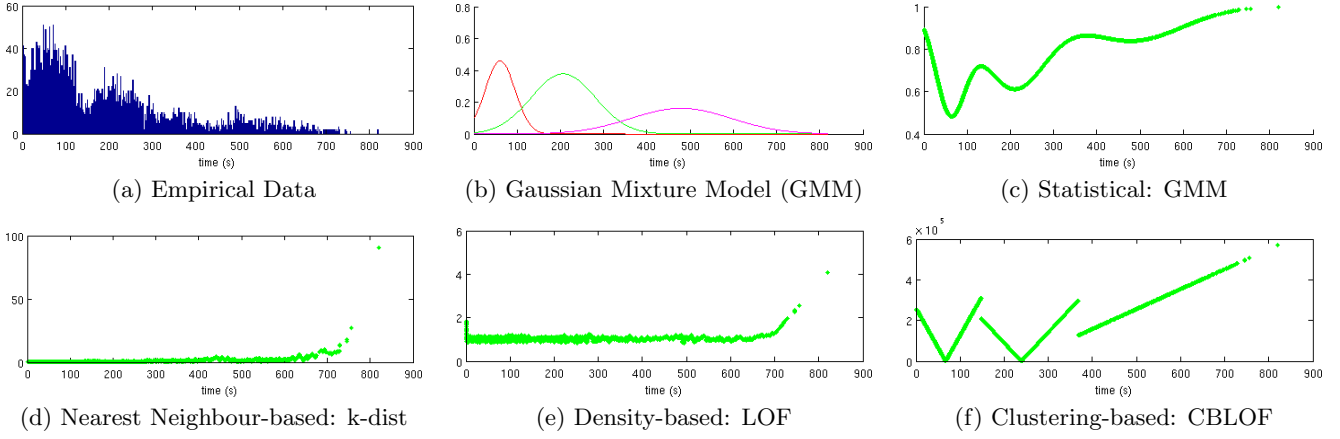 60
40
20
0
0 100 200 300 400 500 600 700 800 900
time (s)
(a) Empirical Data
0.8
0.6
0.4
0.2
0
0 100 200 300 400 500 600 700 800 900
time (s)
(b) Gaussian Mixture Model (GMM)
1
0.8
0.6
0.4
0 100 200 300 400 500 600 700 800 900
time (s)
(c) Statistical: GMM
100
50
0
0 100 200 300 400 500 600 700 800 900
time (s)
(d) Nearest Neighbour-based: k-dist
6
4
2
0
0 100 200 300 400 500 600 700 800 900
time (s)
(e) Density-based: LOF
× 10⁵
6
4
2
0
0 100 200 300 400 500 600 700 800 900
time (s)
(f) Clustering-based: CBLOF